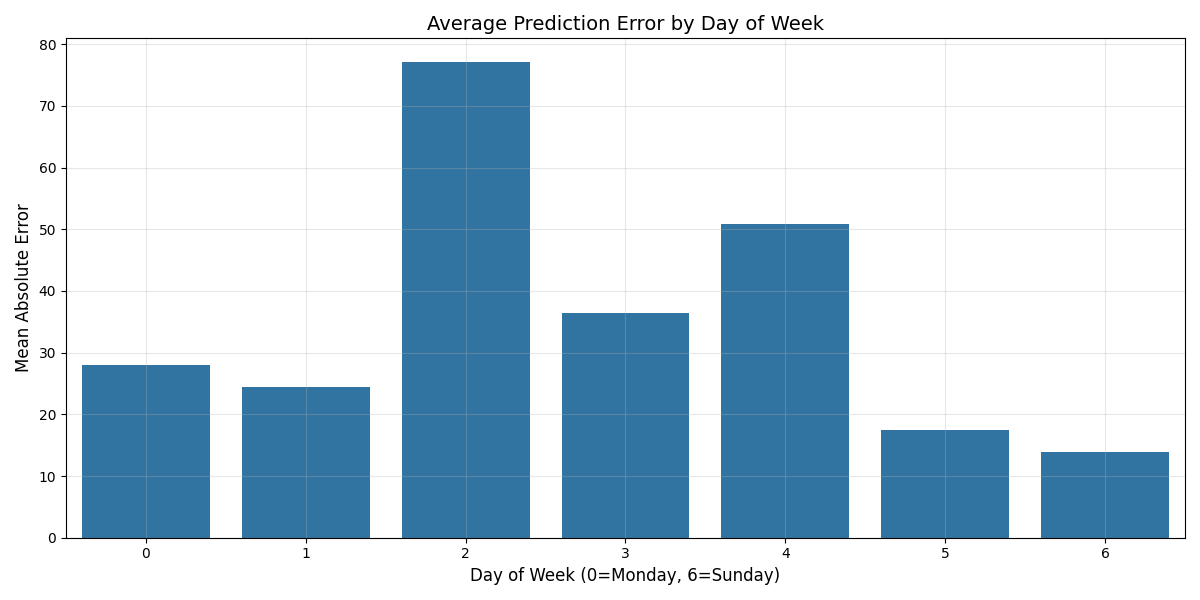 Average Prediction Error by Day of Week
80
70
60
50
40
30
20
10
0
Mean Absolute Error
0 1 2 3 4 5 6
Day of Week (0=Monday, 6=Sunday)